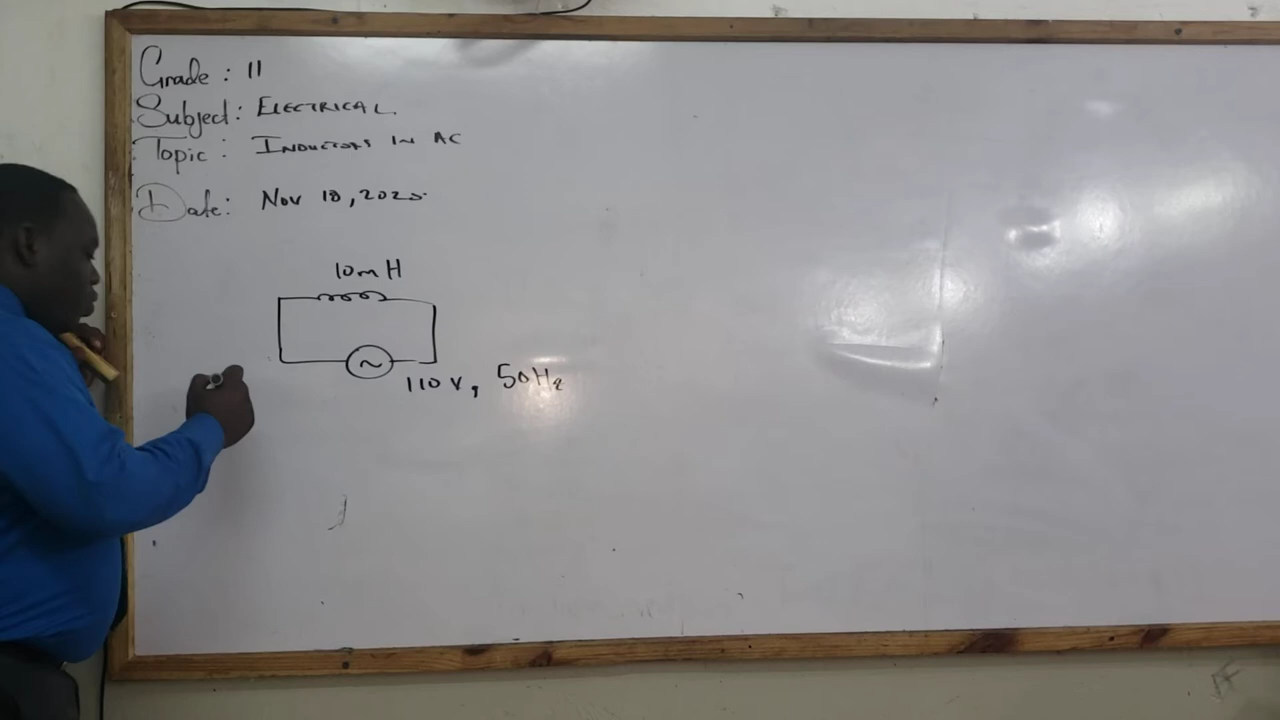 Grade: 11
Subject: ELECTRICAL
Topic: INDUCTORS IN AC
Date: Nov 18, 2025
10mH
~
110V, 50Hz